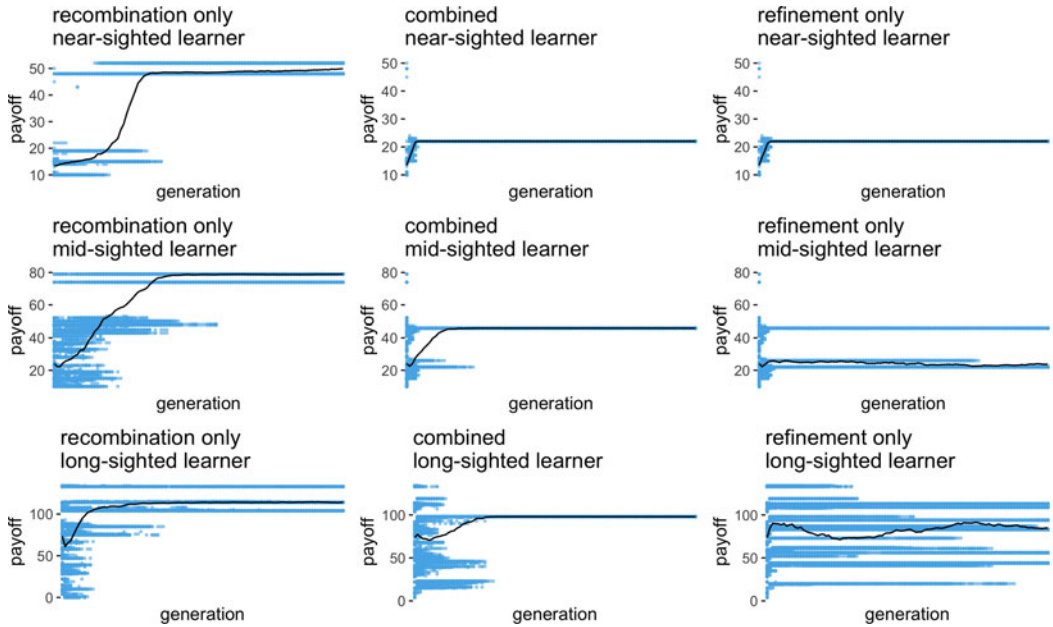 recombination only
near-sighted learner
combined
near-sighted learner
refinement only
near-sighted learner
50
40
30
20
10
payoff
generation
50
40
30
20
10
payoff
generation
50
40
30
20
10
payoff
generation
recombination only
mid-sighted learner
combined
mid-sighted learner
refinement only
mid-sighted learner
80
60
40
20
payoff
generation
80
60
40
20
payoff
generation
80
60
40
20
payoff
generation
recombination only
long-sighted learner
combined
long-sighted learner
refinement only
long-sighted learner
100
50
0
payoff
generation
100
50
0
payoff
generation
100
50
0
payoff
generation